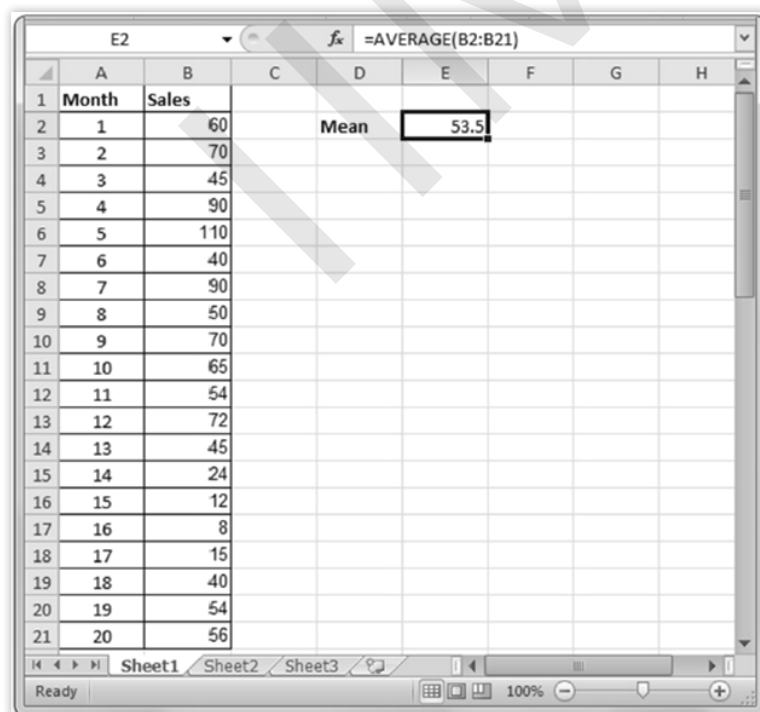 E2 fx =AVERAGE(B2:B21)
A B C D E F G H
1 Month Sales
2 1 60 Mean 53.5
3 2 70
4 3 45
5 4 90
6 5 110
7 6 40
8 7 90
9 8 50
10 9 70
11 10 65
12 11 54
13 12 72
14 13 45
15 14 24
16 15 12
17 16 8
18 17 15
19 18 40
20 19 54
21 20 56
Sheet1 Sheet2 Sheet3
Ready 100%